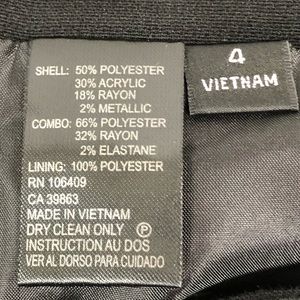 SHELL: 50% POLYESTER
30% ACRYLIC
18% RAYON
2% METALLIC
COMBO: 66% POLYESTER
32% RAYON
2% ELASTANE
LINING: 100% POLYESTER
RN 106409
CA 39863
MADE IN VIETNAM
DRY CLEAN ONLY Ⓟ
INSTRUCTION AU DOS
VER AL DORSO PARA CUIDADO
4
VIETNAM